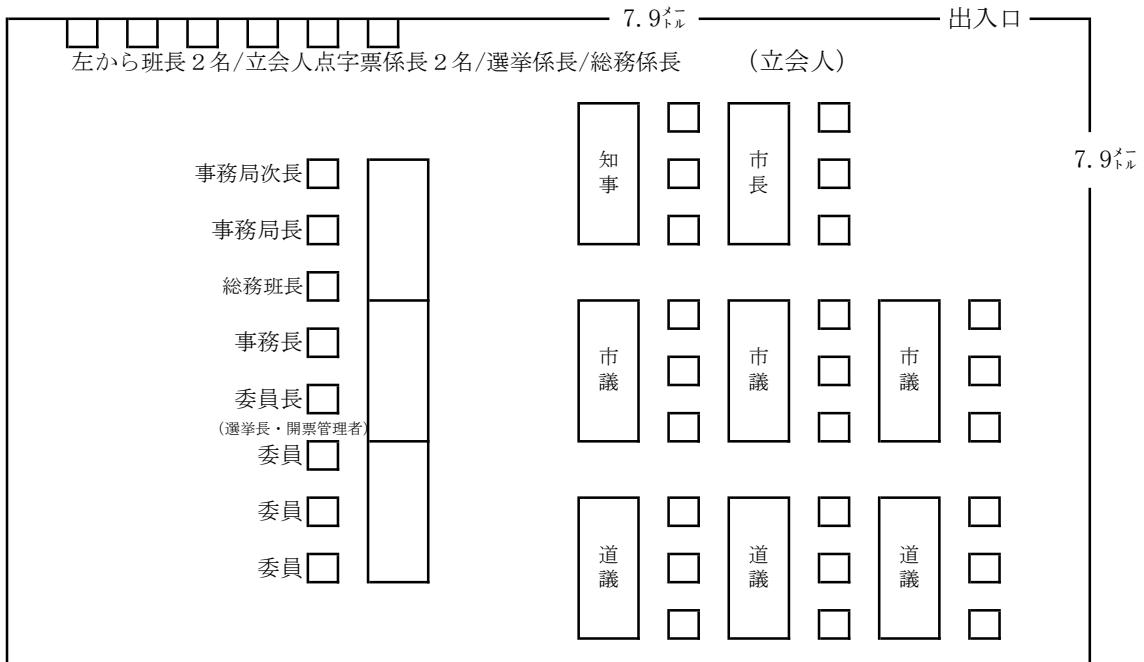 7.9メートル
出入口
左から班長２名/立会人点字票係長２名/選挙係長/総務係長
(立会人)
7.9メートル
知事
市長
事務局次長
事務局長
総務班長
事務長
委員長
(選挙長・開票管理者)
委員
委員
委員
市議
市議
市議
道議
道議
道議